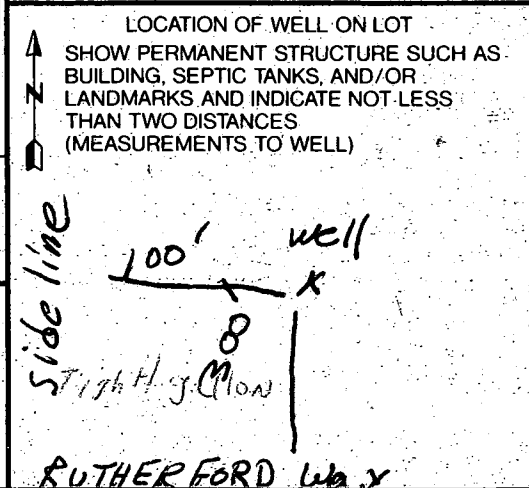 LOCATION OF WELL ON LOT
SHOW PERMANENT STRUCTURE SUCH AS
BUILDING, SEPTIC TANKS, AND/OR
LANDMARKS AND INDICATE NOT LESS
THAN TWO DISTANCES
(MEASUREMENTS TO WELL)
N
side line
100'
well
X
RUTHERFORD Way